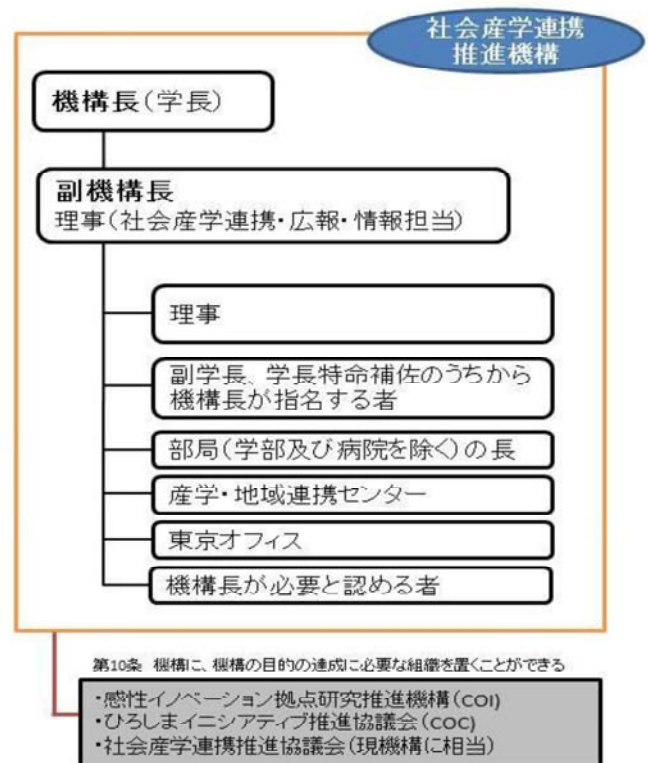 社会産学連携
推進機構
機構長(学長)
副機構長
理事(社会産学連携・広報・情報担当)
理事
副学長、学長特命補佐のうちから
機構長が指名する者
部局(学部及び病院を除く)の長
産学・地域連携センター
東京オフィス
機構長が必要と認める者
第10条 機構に、機構の目的の達成に必要な組織を置くことができる
・感性イノベーション拠点研究推進機構(COI)
・ひろしまイニシアティブ推進協議会(COC)
・社会産学連携推進協議会(現機構に相当)